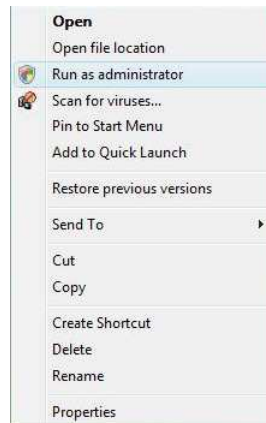 Open
Open file location
Run as administrator
Scan for viruses...
Pin to Start Menu
Add to Quick Launch
Restore previous versions
Send To
Cut
Copy
Create Shortcut
Delete
Rename
Properties